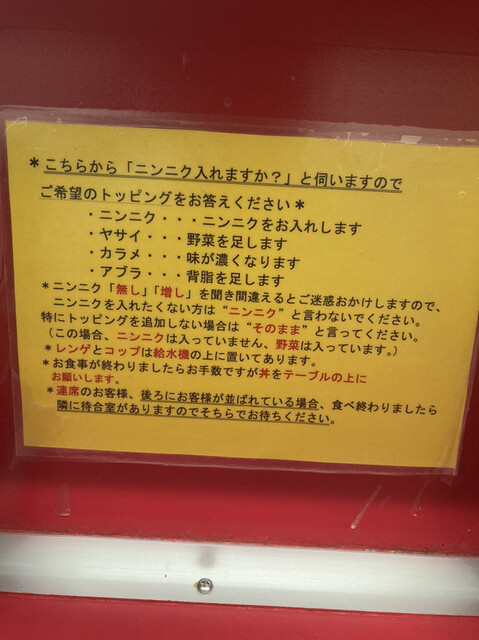 ＊こちらから「ニンニク入れますか？」と伺いますので
ご希望のトッピングをお答えください＊
・ニンニク・・・ニンニクをお入れします
・ヤサイ・・・野菜を足します
・カラメ・・・味が濃くなります
・アブラ・・・背脂を足します
＊ニンニク「無し」「増し」を聞き間違えるとご迷惑おかけしますので、
ニンニクを入れたくない方は“ニンニク”と言わないでください。
特にトッピングを追加しない場合は“そのまま”と言ってください。
（この場合、ニンニクは入っていません、野菜は入っています。）
＊レンゲとコップは給水機の上に置いてあります。
＊お食事が終わりましたらお手数ですが丼をテーブルの上に
お願いします。
＊連席のお客様、後ろにお客様が並ばれている場合、食べ終わりましたら
隣に待合室がありますのでそちらでお待ちください。